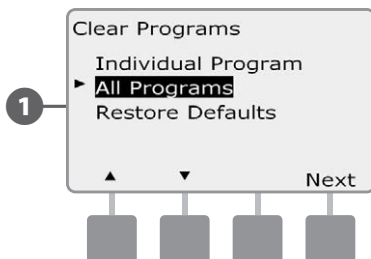 Clear Programs
Individual Program
► All Programs
1
Restore Defaults
▲ ▼ Next